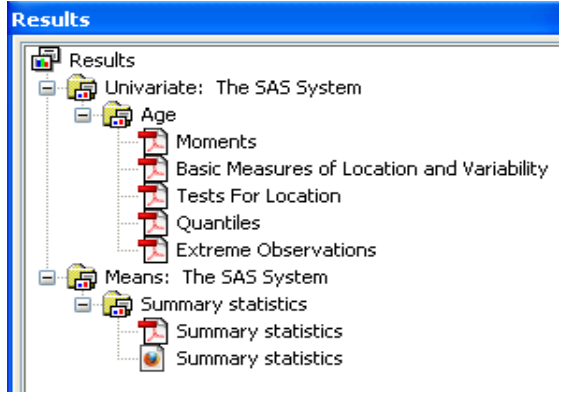 Results
Results
Univariate: The SAS System
Age
Moments
Basic Measures of Location and Variability
Tests For Location
Quantiles
Extreme Observations
Means: The SAS System
Summary statistics
Summary statistics
Summary statistics